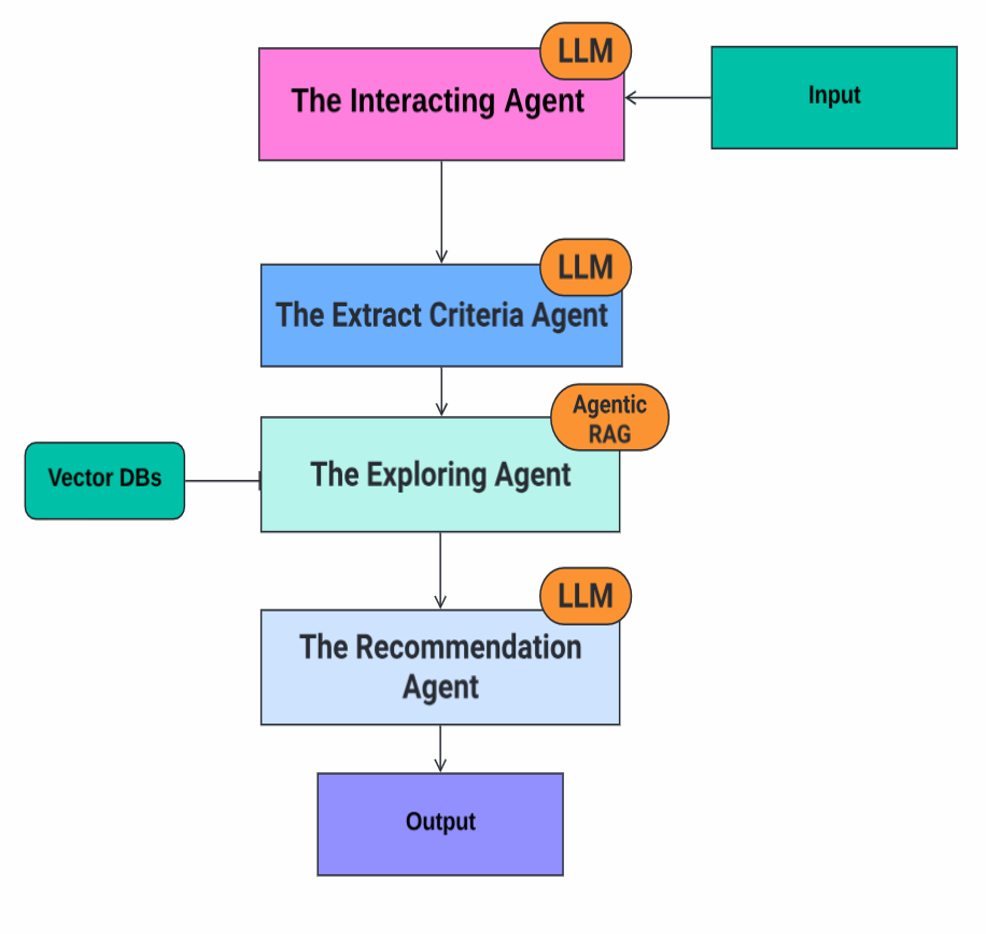 LLM
The Interacting Agent
Input
LLM
The Extract Criteria Agent
Agentic
RAG
Vector DBs
The Exploring Agent
LLM
The Recommendation
Agent
Output